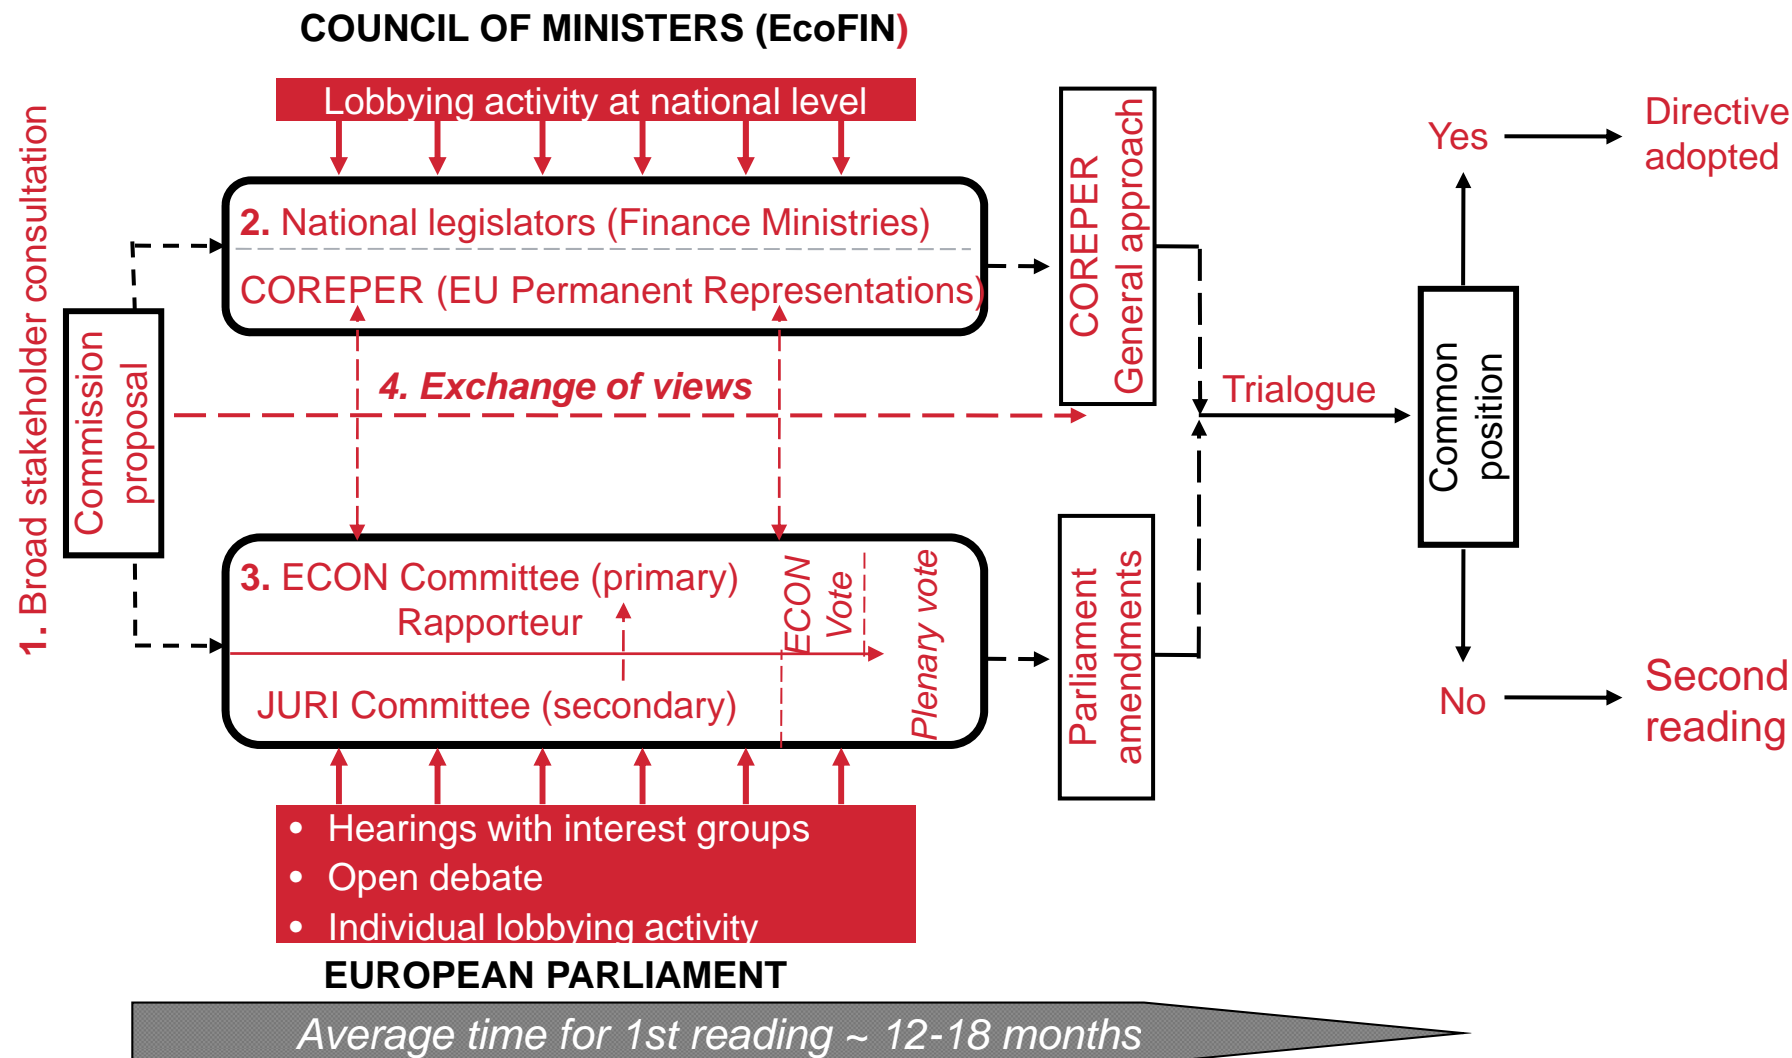 COUNCIL OF MINISTERS (EcoFIN)
Lobbying activity at national level
1. Broad stakeholder consultation
Commission
proposal
2. National legislators (Finance Ministries)
COREPER (EU Permanent Representations)
4. Exchange of views
3. ECON Committee (primary)
Rapporteur
JURI Committee (secondary)
ECON
Vote
Plenary vote
• Hearings with interest groups
• Open debate
• Individual lobbying activity
EUROPEAN PARLIAMENT
COREPER
General approach
Parliament
amendments
Trialogue
Common
position
Yes
Directive
adopted
No
Second
reading
Average time for 1st reading ~ 12-18 months